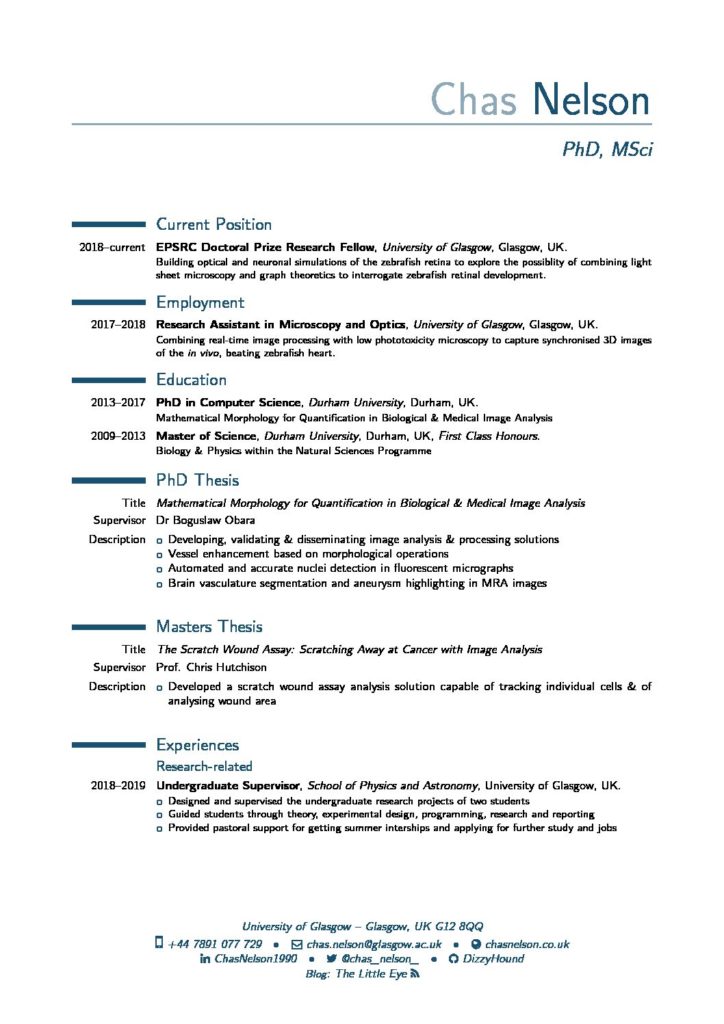 Chas Nelson
PhD, MSci
Current Position
2018–current EPSRC Doctoral Prize Research Fellow, University of Glasgow, Glasgow, UK.
Building optical and neuronal simulations of the zebrafish retina to explore the possiblity of combining light
sheet microscopy and graph theoretics to interrogate zebrafish retinal development.
Employment
2017–2018 Research Assistant in Microscopy and Optics, University of Glasgow, Glasgow, UK.
Combining real-time image processing with low phototoxicity microscopy to capture synchronised 3D images
of the in vivo, beating zebrafish heart.
Education
2013–2017 PhD in Computer Science, Durham University, Durham, UK.
Mathematical Morphology for Quantification in Biological & Medical Image Analysis
2009–2013 Master of Science, Durham University, Durham, UK, First Class Honours.
Biology & Physics within the Natural Sciences Programme
PhD Thesis
Title Mathematical Morphology for Quantification in Biological & Medical Image Analysis
Supervisor Dr Boguslaw Obara
Description Developing, validating & disseminating image analysis & processing solutions
Vessel enhancement based on morphological operations
Automated and accurate nuclei detection in fluorescent micrographs
Brain vasculature segmentation and aneurysm highlighting in MRA images
Masters Thesis
Title The Scratch Wound Assay: Scratching Away at Cancer with Image Analysis
Supervisor Prof. Chris Hutchison
Description Developed a scratch wound assay analysis solution capable of tracking individual cells & of
analysing wound area
Experiences
Research-related
2018–2019 Undergraduate Supervisor, School of Physics and Astronomy, University of Glasgow, UK.
Designed and supervised the undergraduate research projects of two students
Guided students through theory, experimental design, programming, research and reporting
Provided pastoral support for getting summer interships and applying for further study and jobs
University of Glasgow – Glasgow, UK G12 8QQ
+44 7891 077 729 • chas.nelson@glasgow.ac.uk • chasnelson.co.uk
ChasNelson1990 • @chas_nelson_ • DizzyHound
Blog: The Little Eye